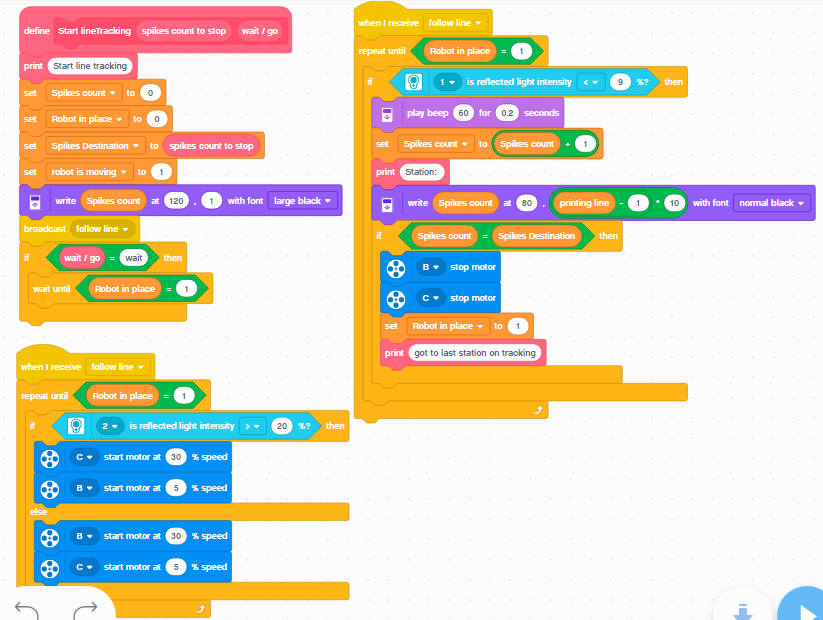 define Start lineTracking spikes count to stop wait / go
print Start line tracking
set Spikes count to 0
set Robot in place to 0
set Spikes Destination to spikes count to stop
set robot is moving to 1
write Spikes count at 120 , 1 with font large black
broadcast follow line
if wait / go = wait then
wait until Robot in place = 1
when I receive follow line
repeat until Robot in place = 1
if 2 is reflected light intensity > 20 %? then
C start motor at 30 % speed
B start motor at 5 % speed
else
B start motor at 30 % speed
C start motor at 5 % speed
when I receive follow line
repeat until Robot in place = 1
if 1 is reflected light intensity < 9 %? then
play beep 60 for 0.2 seconds
set Spikes count to Spikes count + 1
print Station:
write Spikes count at 80 , printing line - 1 * 10 with font normal black
if Spikes count = Spikes Destination then
B stop motor
C stop motor
set Robot in place to 1
print got to last station on tracking